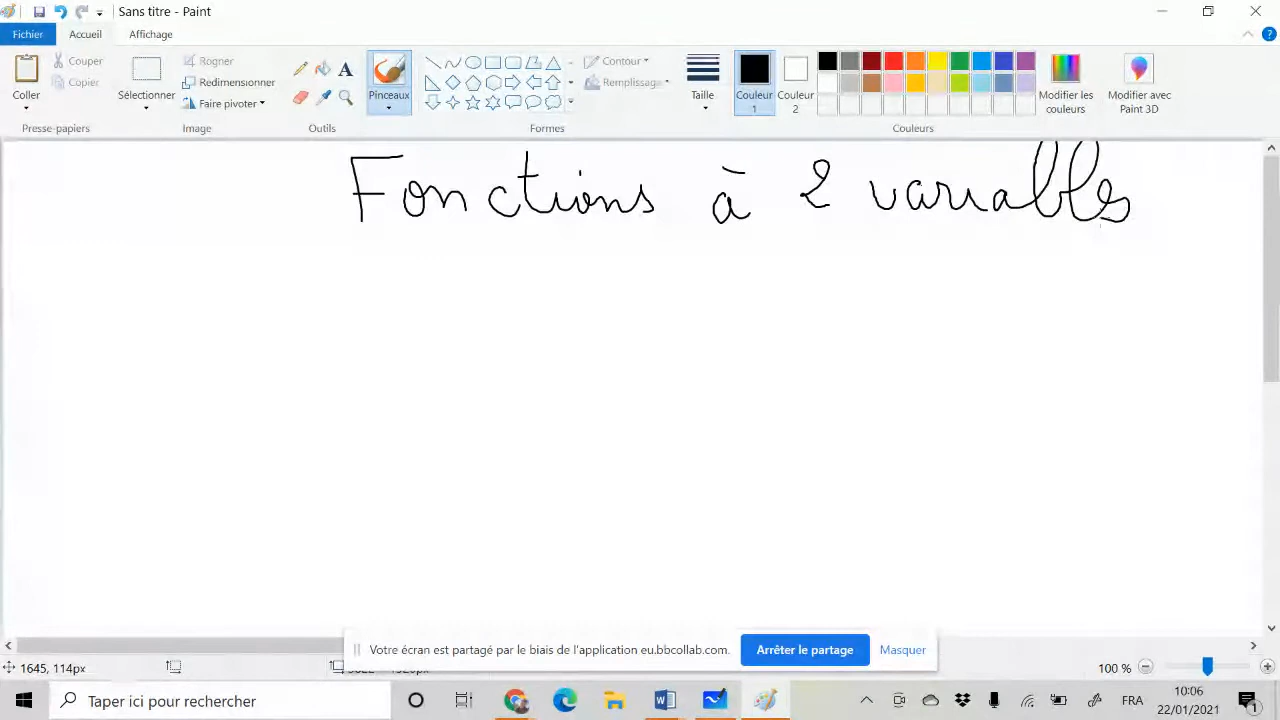 Sans titre - Paint
Fichier
Accueil
Affichage
Coller
Couper
Copier
Presse-papiers
Sélectionner
Rogner
Redimensionner
Faire pivoter
Image
A
Outils
Pinceaux
Contour
Remplissage
Formes
Taille
Couleur
1
Couleur
2
Modifier les
couleurs
Modifier avec
Paint 3D
Couleurs
Fonctions à 2 variables
Votre écran est partagé par le biais de l'application eu.bbcollab.com.
Arrêter le partage
Masquer
1645, 114px
100 %
Taper ici pour rechercher
FRA
10:06
22/01/2021